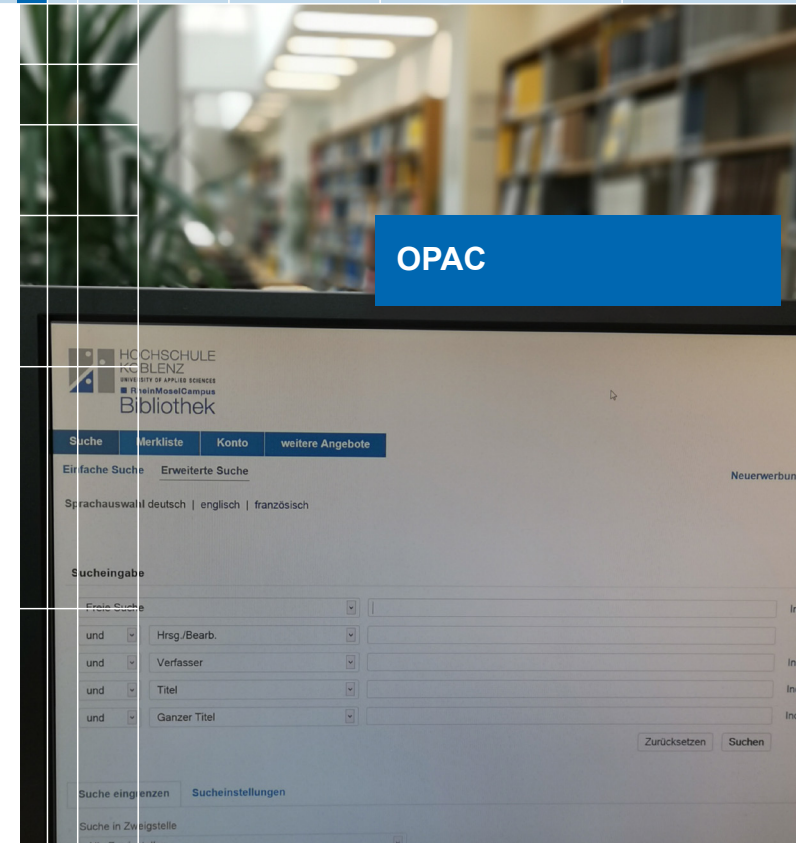 OPAC
HOCHSCHULE
KOBLENZ
UNIVERSITY OF APPLIED SCIENCES
RheinMoselCampus
Bibliothek
Suche Merkliste Konto weitere Angebote
Einfache Suche Erweiterte Suche
Neuerwerbun
Sprachauswahl deutsch | englisch | französisch
Sucheingabe
Freie Suche
und Hrsg./Bearb.
und Verfasser
und Titel
und Ganzer Titel
Zurücksetzen Suchen
Suche eingrenzen Sucheinstellungen
Suche in Zweigstelle